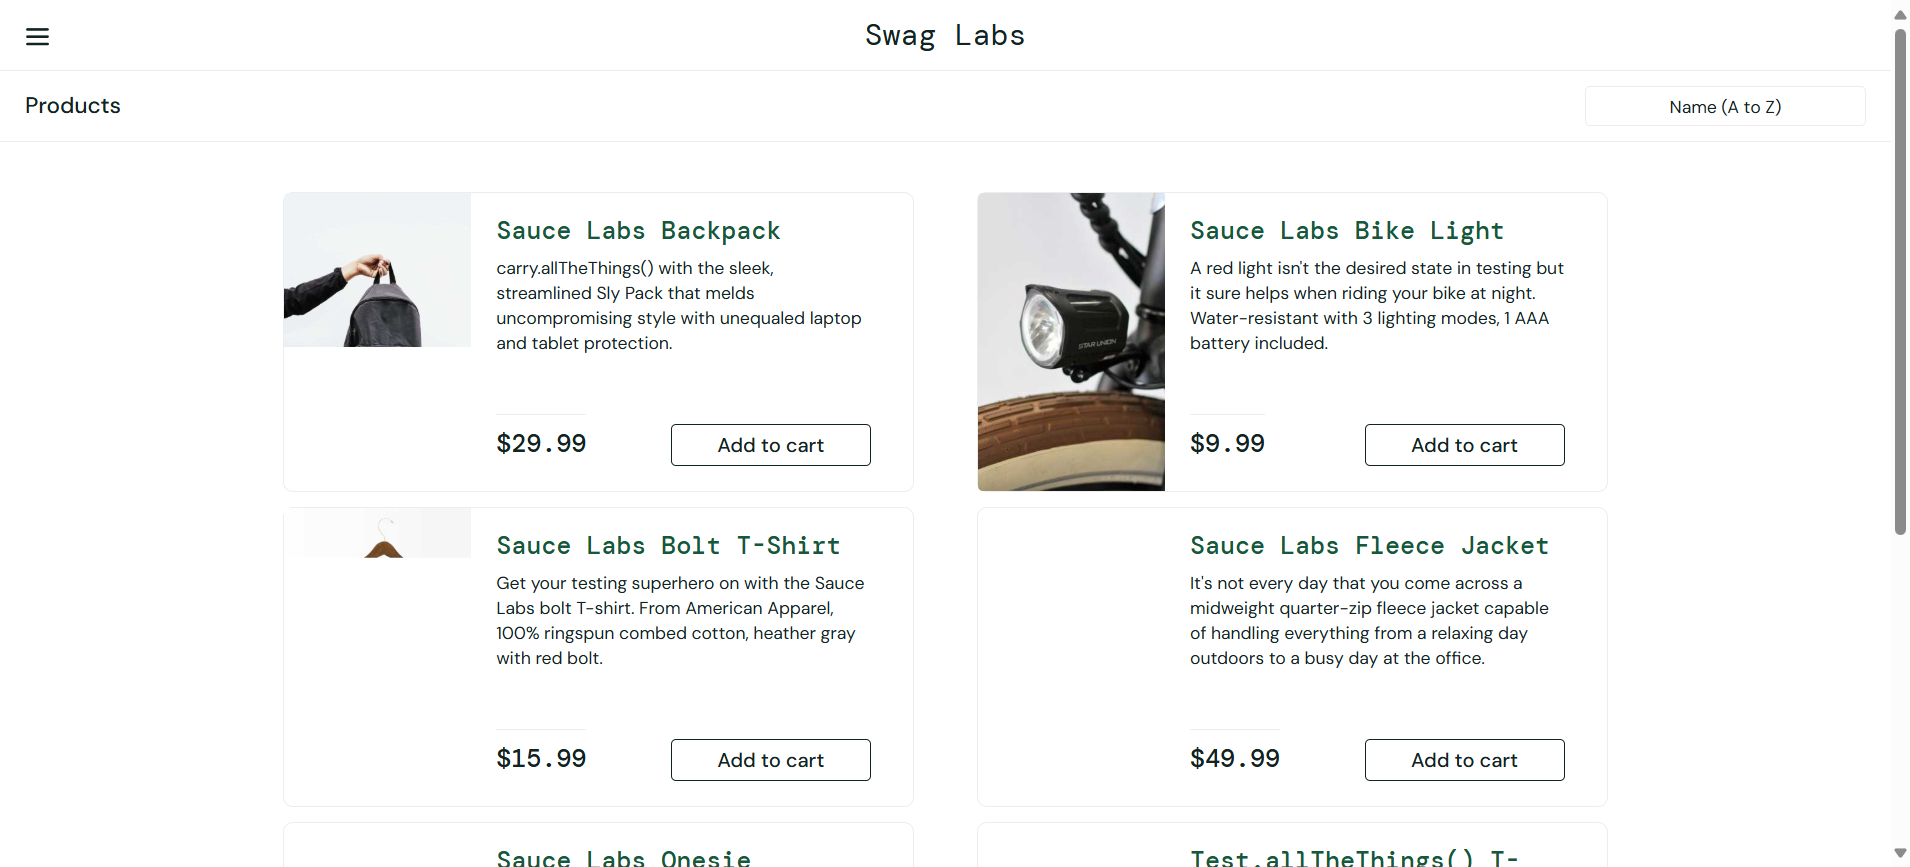 Swag Labs
Products
Name (A to Z)
Sauce Labs Backpack
carry.allTheThings() with the sleek,
streamlined Sly Pack that melds
uncompromising style with unequaled laptop
and tablet protection.
$29.99
Add to cart
Sauce Labs Bike Light
A red light isn't the desired state in testing but
it sure helps when riding your bike at night.
Water-resistant with 3 lighting modes, 1 AAA
battery included.
STAR UNION
$9.99
Add to cart
Sauce Labs Bolt T-Shirt
Get your testing superhero on with the Sauce
Labs bolt T-shirt. From American Apparel,
100% ringspun combed cotton, heather gray
with red bolt.
$15.99
Add to cart
Sauce Labs Fleece Jacket
It's not every day that you come across a
midweight quarter-zip fleece jacket capable
of handling everything from a relaxing day
outdoors to a busy day at the office.
$49.99
Add to cart
Sauce Labs Onesie
Test.allTheThings() T-